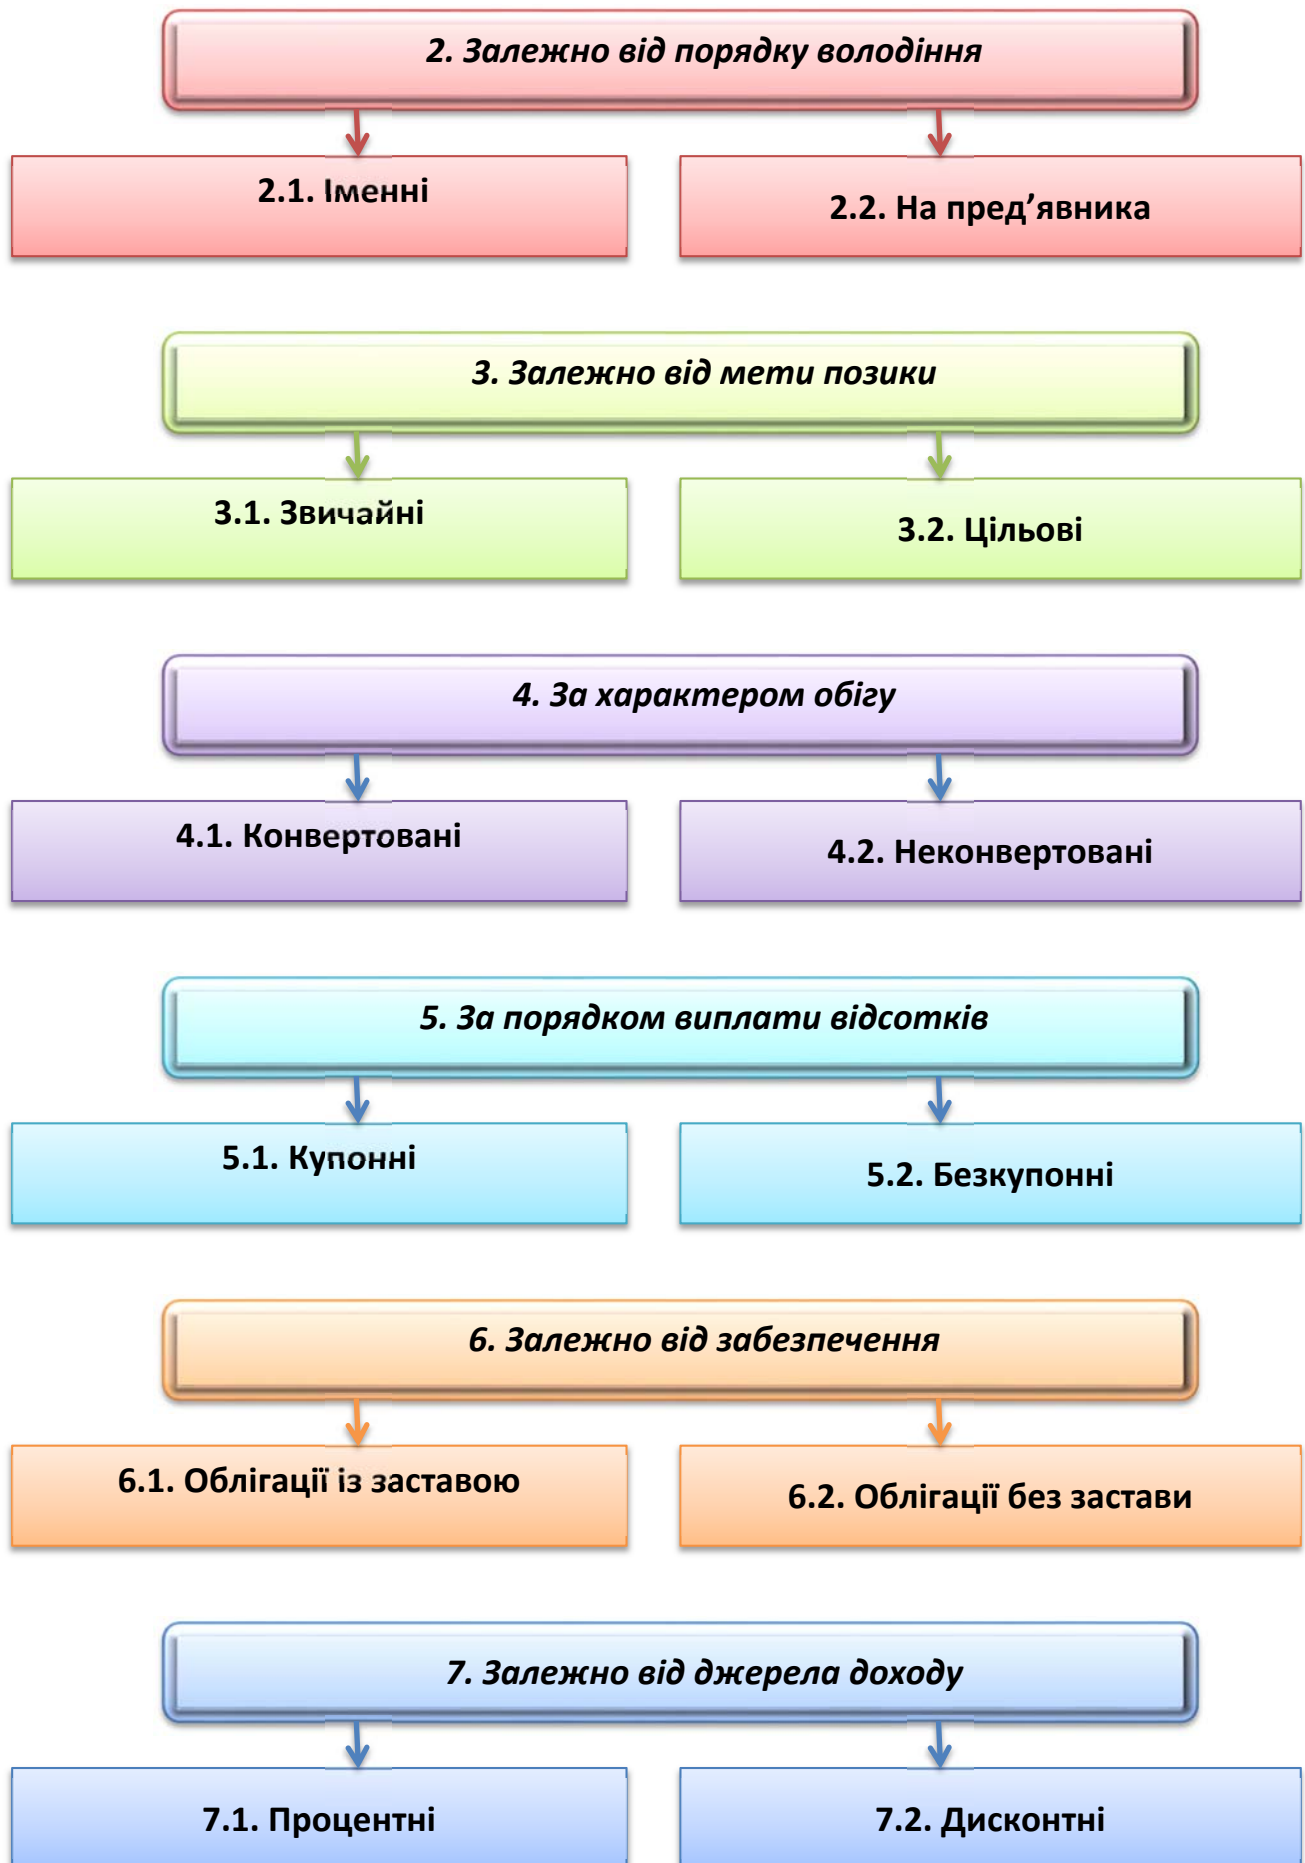 2. Залежно від порядку володіння
2.1. Іменні
2.2. На пред’явника
3. Залежно від мети позики
3.1. Звичайні
3.2. Цільові
4. За характером обігу
4.1. Конвертовані
4.2. Неконвертовані
5. За порядком виплати відсотків
5.1. Купонні
5.2. Безкупонні
6. Залежно від забезпечення
6.1. Облігації із заставою
6.2. Облігації без застави
7. Залежно від джерела доходу
7.1. Процентні
7.2. Дисконтні